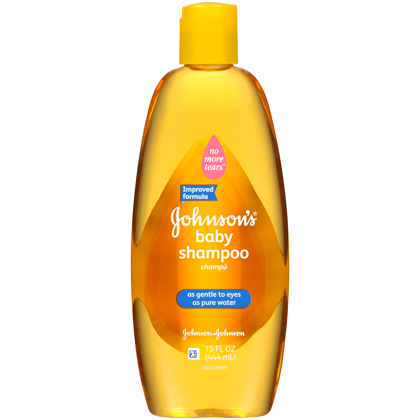 no
more
tears®
Improved
formula
Johnson's®
baby
shampoo
champú
as gentle to eyes
as pure water
Johnson & Johnson
15 FL OZ
(444 mL)